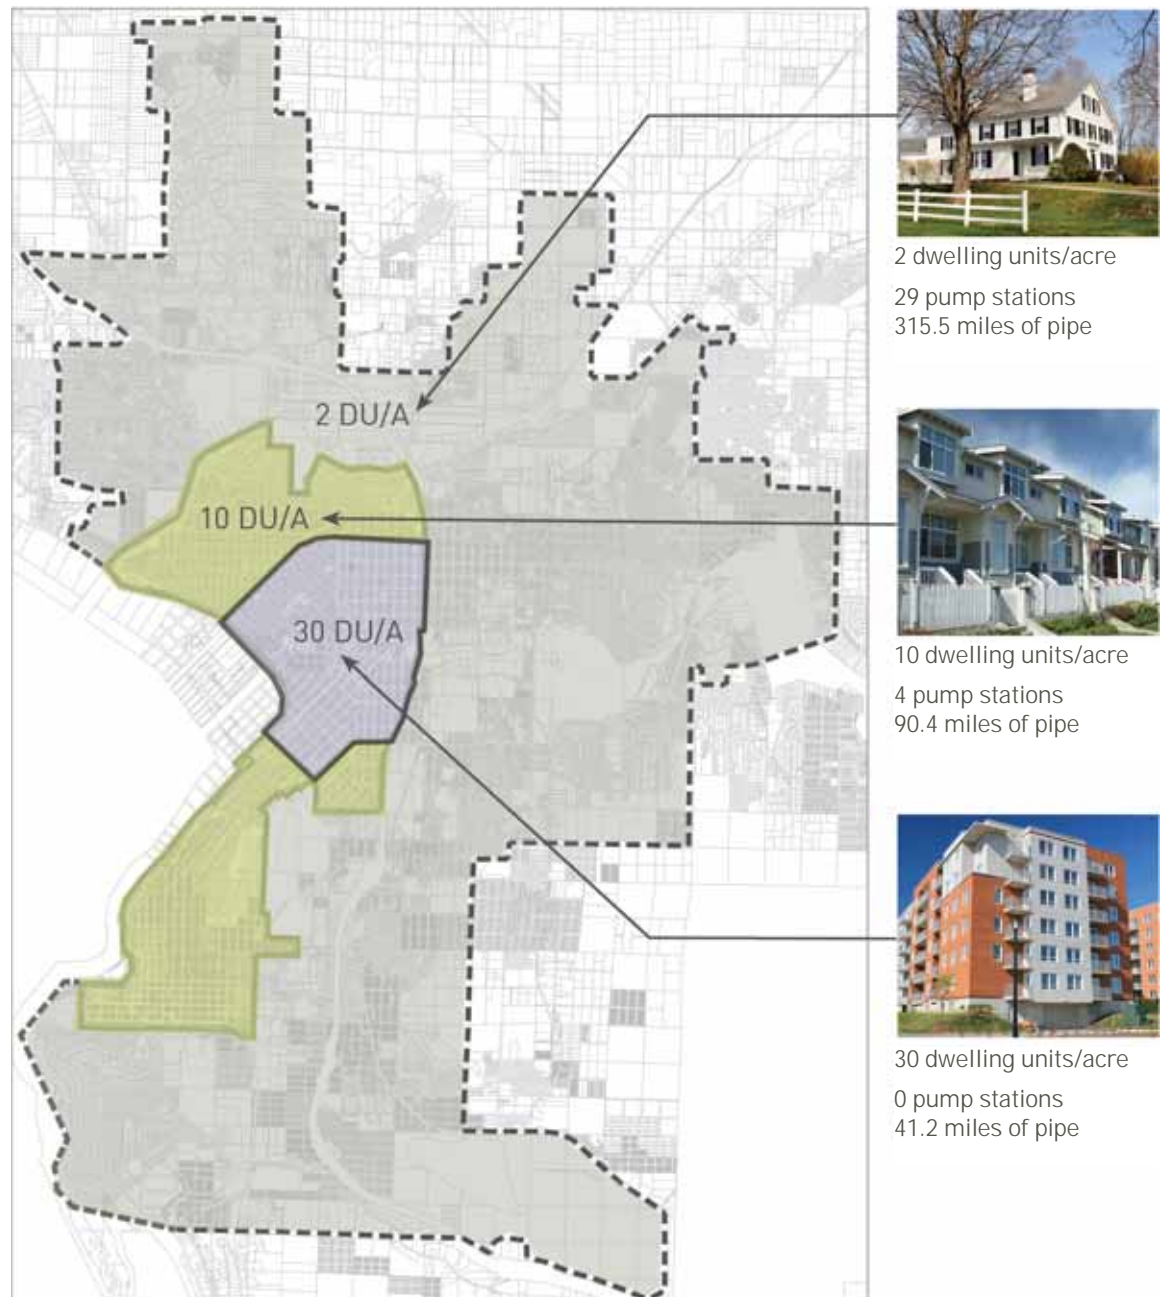 2 DU/A
10 DU/A
30 DU/A
2 dwelling units/acre
29 pump stations
315.5 miles of pipe
10 dwelling units/acre
4 pump stations
90.4 miles of pipe
30 dwelling units/acre
0 pump stations
41.2 miles of pipe